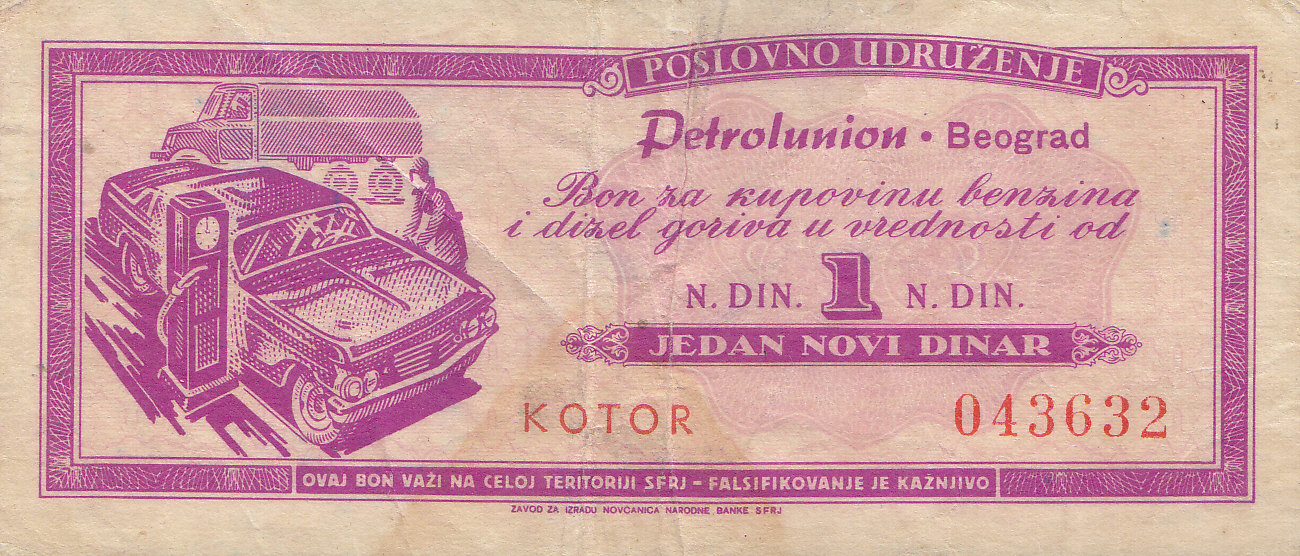 POSLOVNO UDRUŽENJE
Petrolunion • Beograd
Bon za kupovinu benzina
i dizel goriva u vrednosti od
N. DIN. 1 N. DIN.
JEDAN NOVI DINAR
KOTOR 043632
OVAJ BON VAŽI NA CELOJ TERITORIJI SFRJ – FALSIFIKOVANJE JE KAŽNJIVO
ZAVOD ZA IZRADU NOVČANICA NARODNE BANKE SFRJ